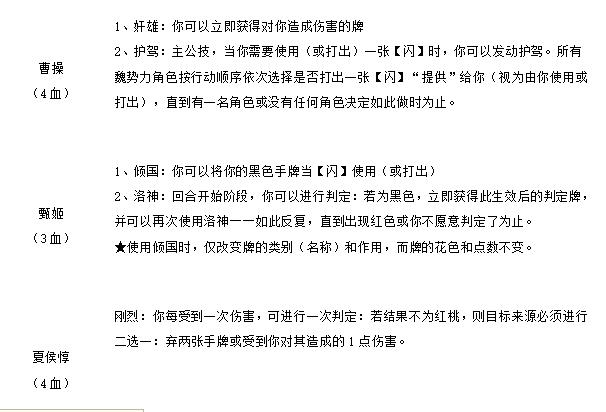 1、奸雄：你可以立即获得对你造成伤害的牌
2、护驾：主公技，当你需要使用（或打出）一张【闪】时，你可以发动护驾。所有
曹操
魏势力角色按行动顺序依次选择是否打出一张【闪】“提供”给你（视为由你使用或
（4血）
打出），直到有一名角色或没有任何角色决定如此做时为止。
1、倾国：你可以将你的黑色手牌当【闪】使用（或打出）
2、洛神：回合开始阶段，你可以进行判定：若为黑色，立即获得此生效后的判定牌，
甄姬
并可以再次使用洛神——如此反复，直到出现红色或你不愿意判定了为止。
（3血）
★使用倾国时，仅改变牌的类别（名称）和作用，而牌的花色和点数不变。
刚烈：你每受到一次伤害，可进行一次判定：若结果不为红桃，则目标来源必须进行
二选一：弃两张手牌或受到你对其造成的1点伤害。
夏侯惇
（4血）